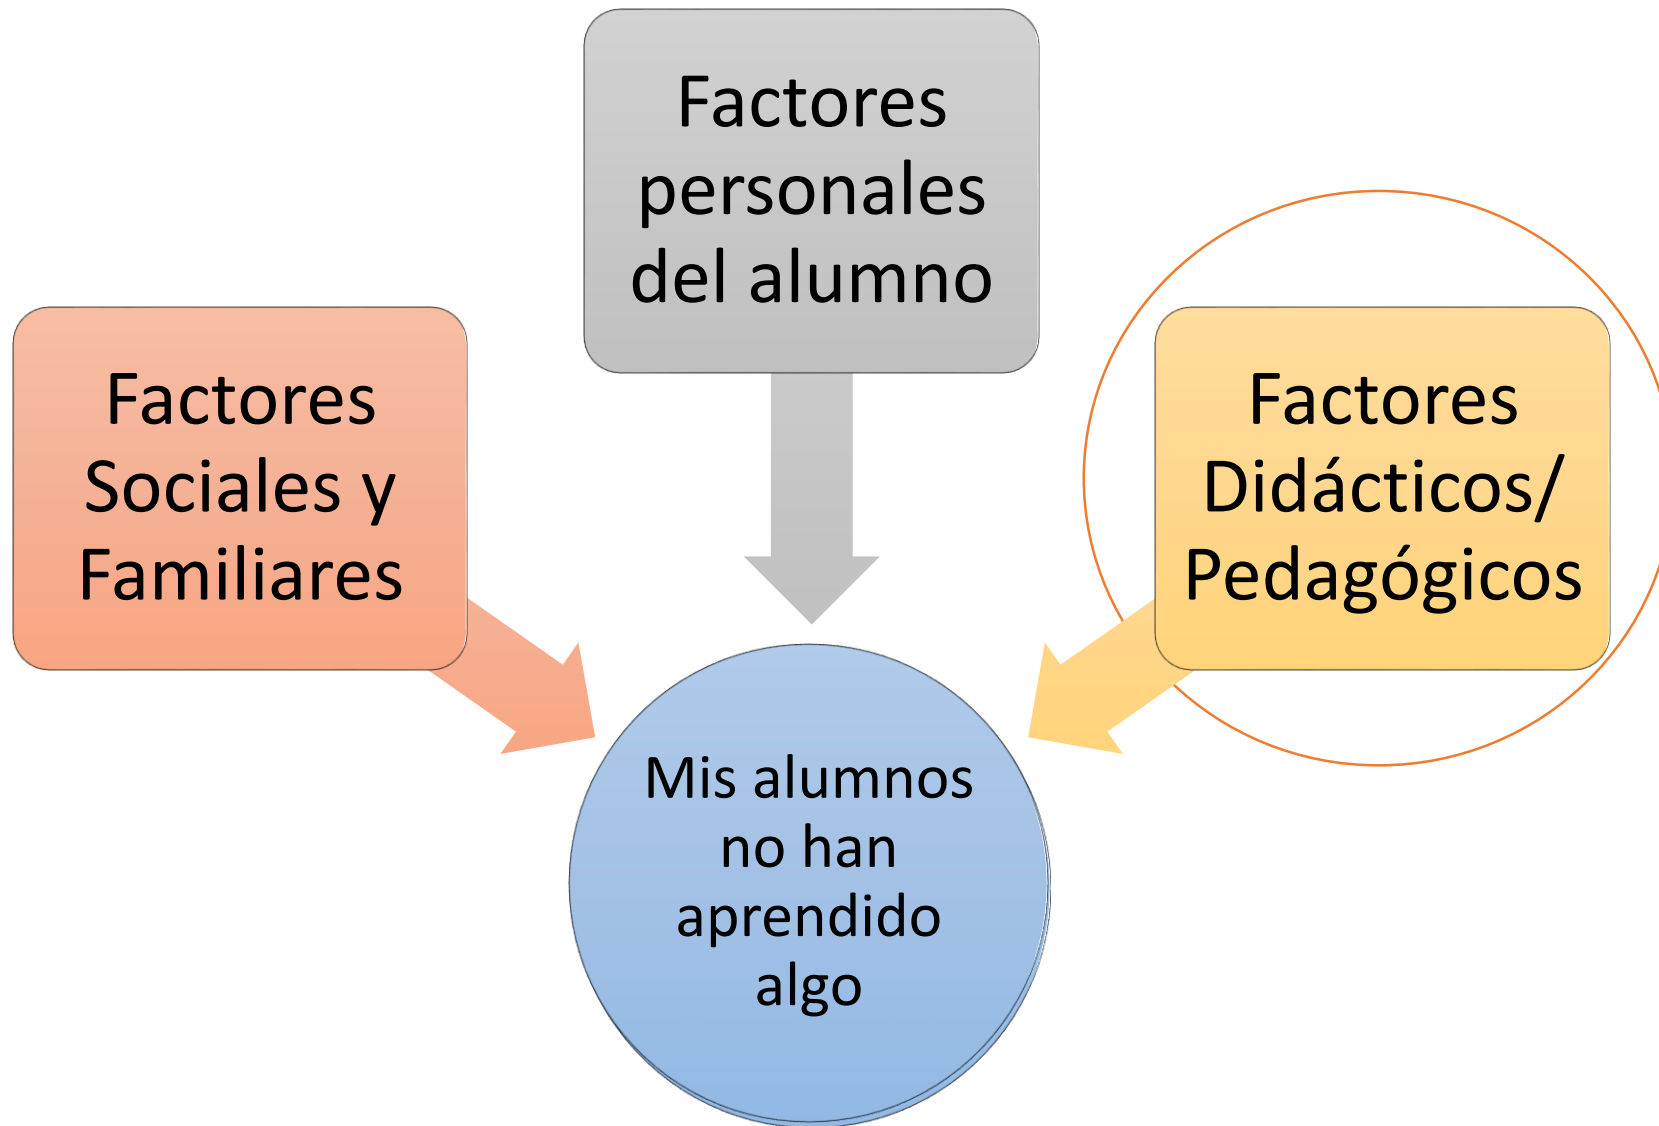 Factores
personales
del alumno
Factores
Sociales y
Familiares
Factores
Didácticos/
Pedagógicos
Mis alumnos
no han
aprendido
algo